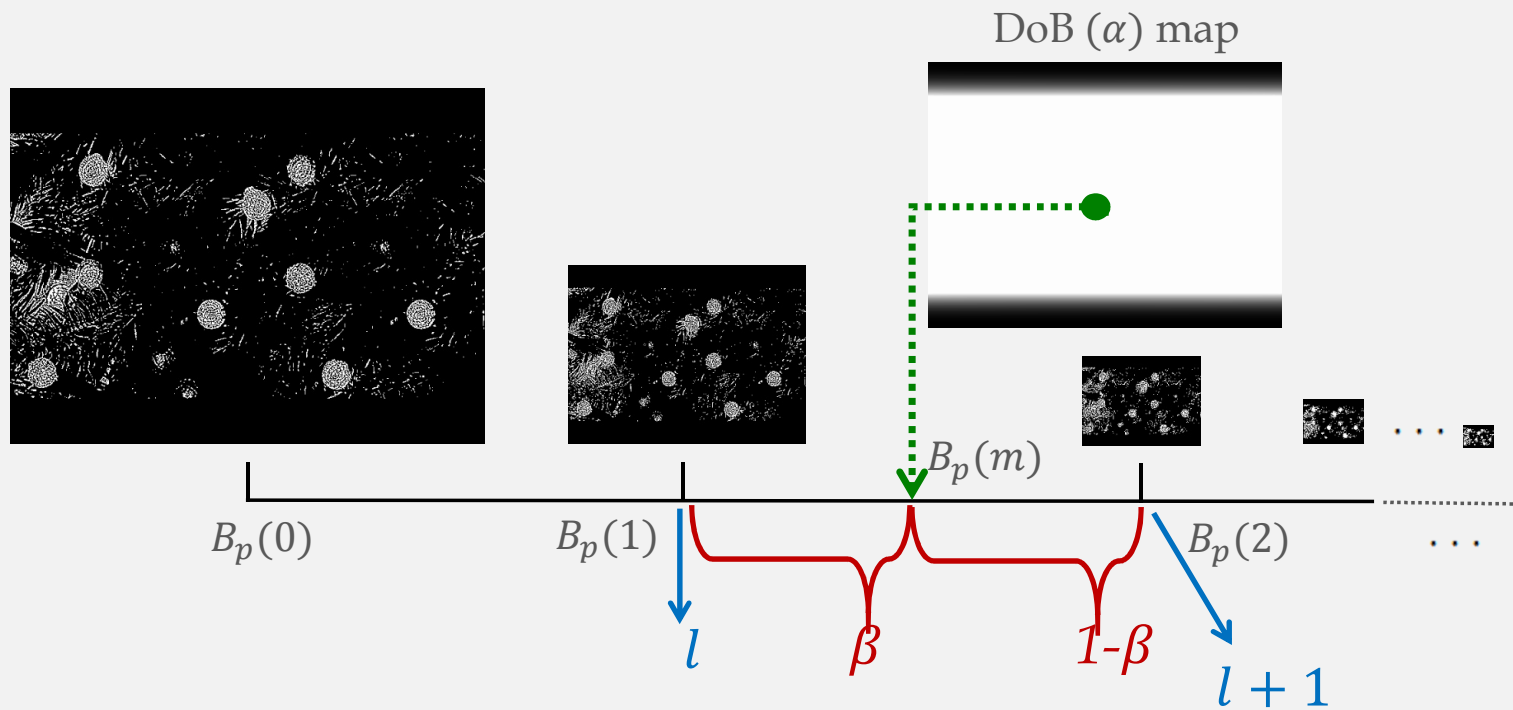 DoB (α) map
· · ·
B_p(m)
B_p(0)
B_p(1)
B_p(2)
· · ·
l
β
1-β
l + 1